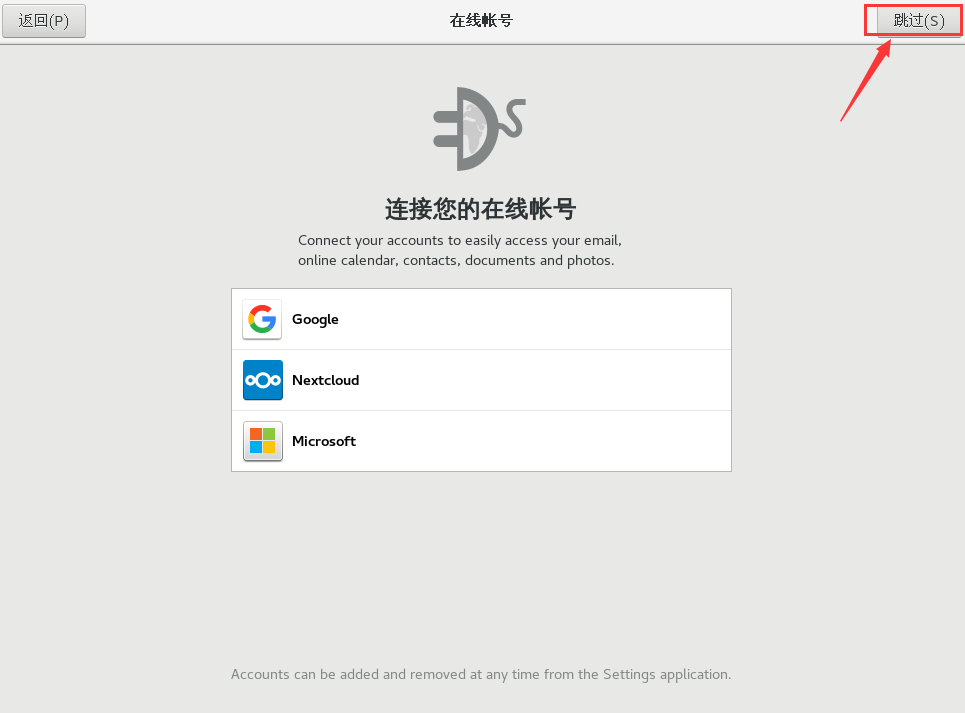 返回(P)
在线帐号
跳过(S)
连接您的在线帐号
Connect your accounts to easily access your email,
online calendar, contacts, documents and photos.
Google
Nextcloud
Microsoft
Accounts can be added and removed at any time from the Settings application.